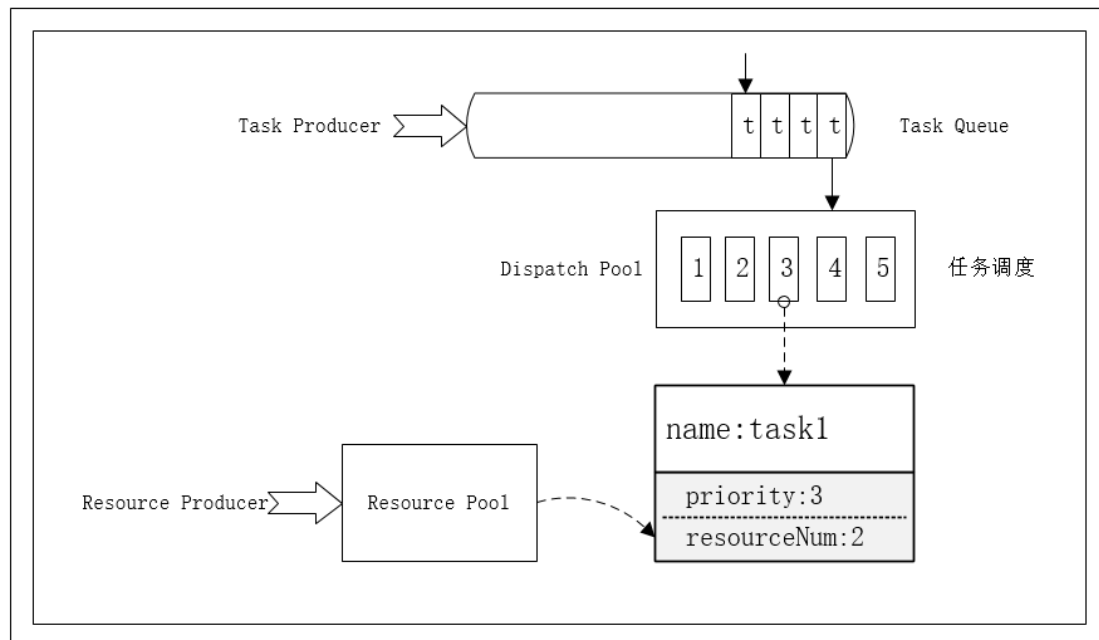 Task Producer
t t t t
Task Queue
Dispatch Pool
1 2 3 4 5
任务调度
name:task1
priority:3
resourceNum:2
Resource Producer
Resource Pool